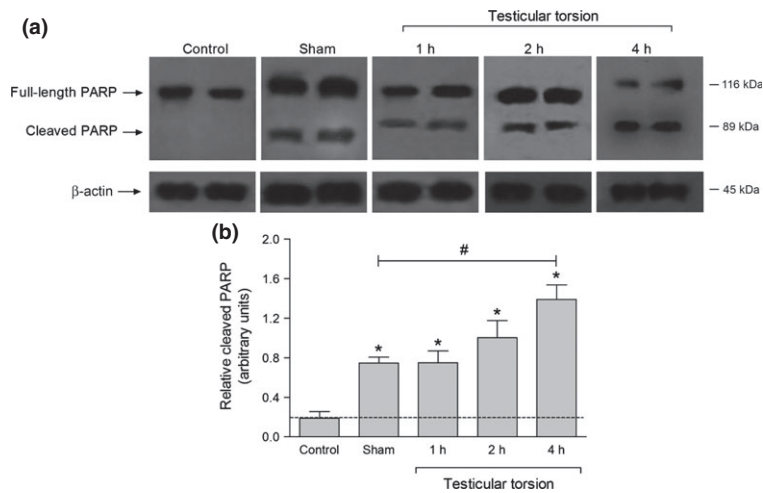 (a)
Testicular torsion
Control Sham 1 h 2 h 4 h
Full-length PARP 116 kDa
Cleaved PARP 89 kDa
β-actin 45 kDa
(b)
2.0
#
1.6
*
1.2
*
* *
0.8
0.4
0.0
Relative cleaved PARP
(arbitrary units)
Control Sham 1 h 2 h 4 h
Testicular torsion